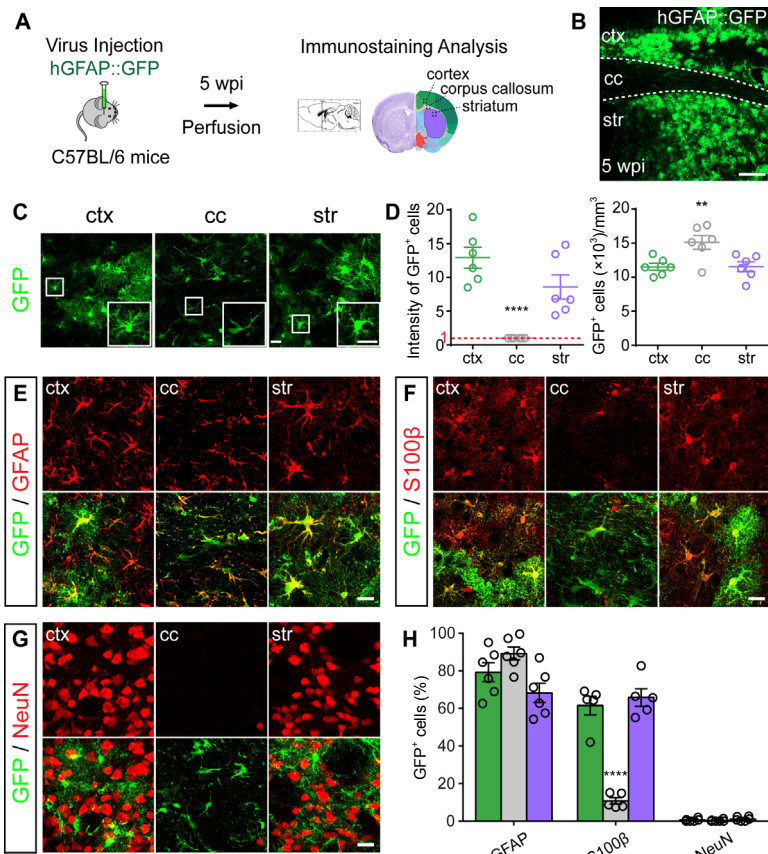 A
Virus Injection
hGFAP::GFP
C57BL/6 mice
5 wpi
Perfusion
Immunostaining Analysis
cortex
corpus callosum
striatum
B
hGFAP::GFP
ctx
cc
str
5 wpi
C
ctx
cc
str
GFP
D
Intensity of GFP⁺ cells
20
15
10
5
0
1
****
ctx
cc
str
GFP⁺ cells (×10³)/mm³
20
15
10
5
0
**
ctx
cc
str
E
GFP / GFAP
ctx
cc
str
F
GFP / S100β
ctx
cc
str
G
GFP / NeuN
ctx
cc
str
H
GFP⁺ cells (%)
100
80
60
40
20
0
****
GFAP
S100β
NeuN